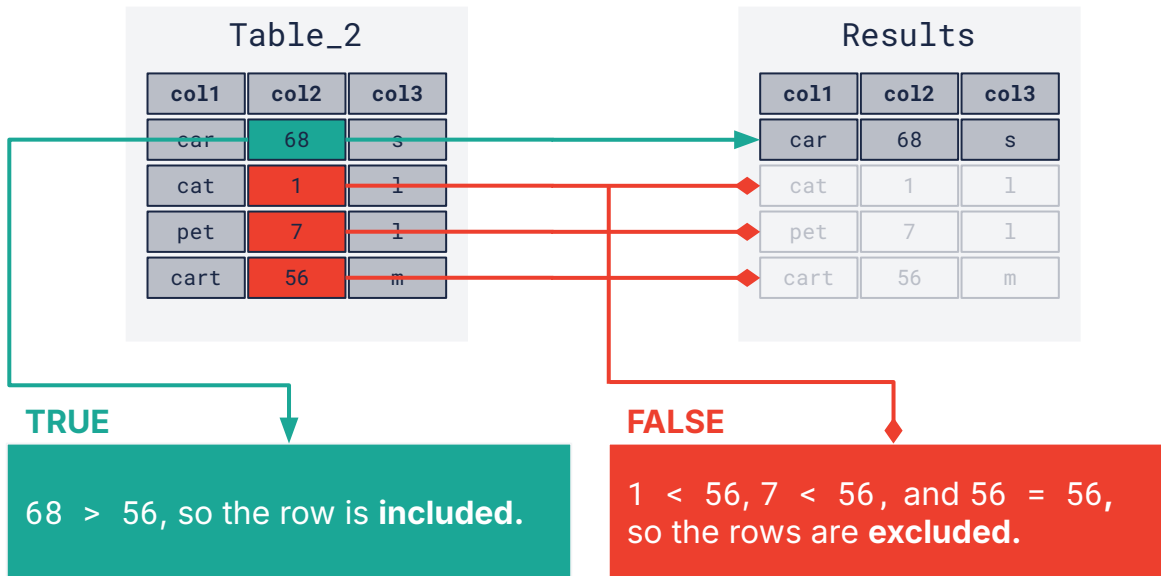 Table_2
col1 col2 col3
car 68 s
cat 1 l
pet 7 l
cart 56 m
Results
col1 col2 col3
car 68 s
cat 1 l
pet 7 l
cart 56 m
TRUE
68 > 56, so the row is included.
FALSE
1 < 56, 7 < 56, and 56 = 56,
so the rows are excluded.